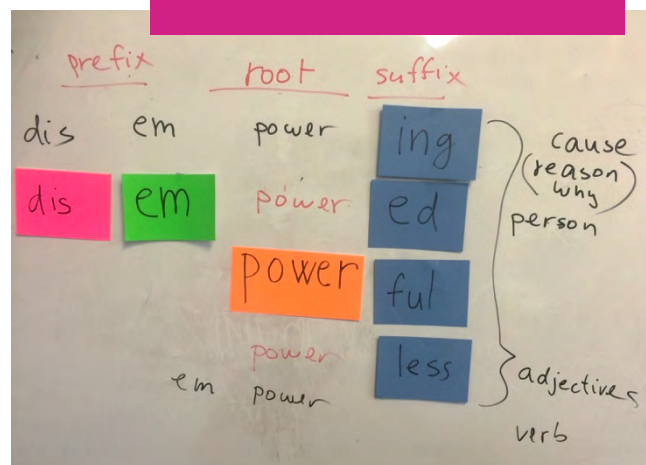 prefix root suffix
dis em power ing
dis em power ed
power ful
power less
em power
cause
(reason
why)
person
adjectives
verb